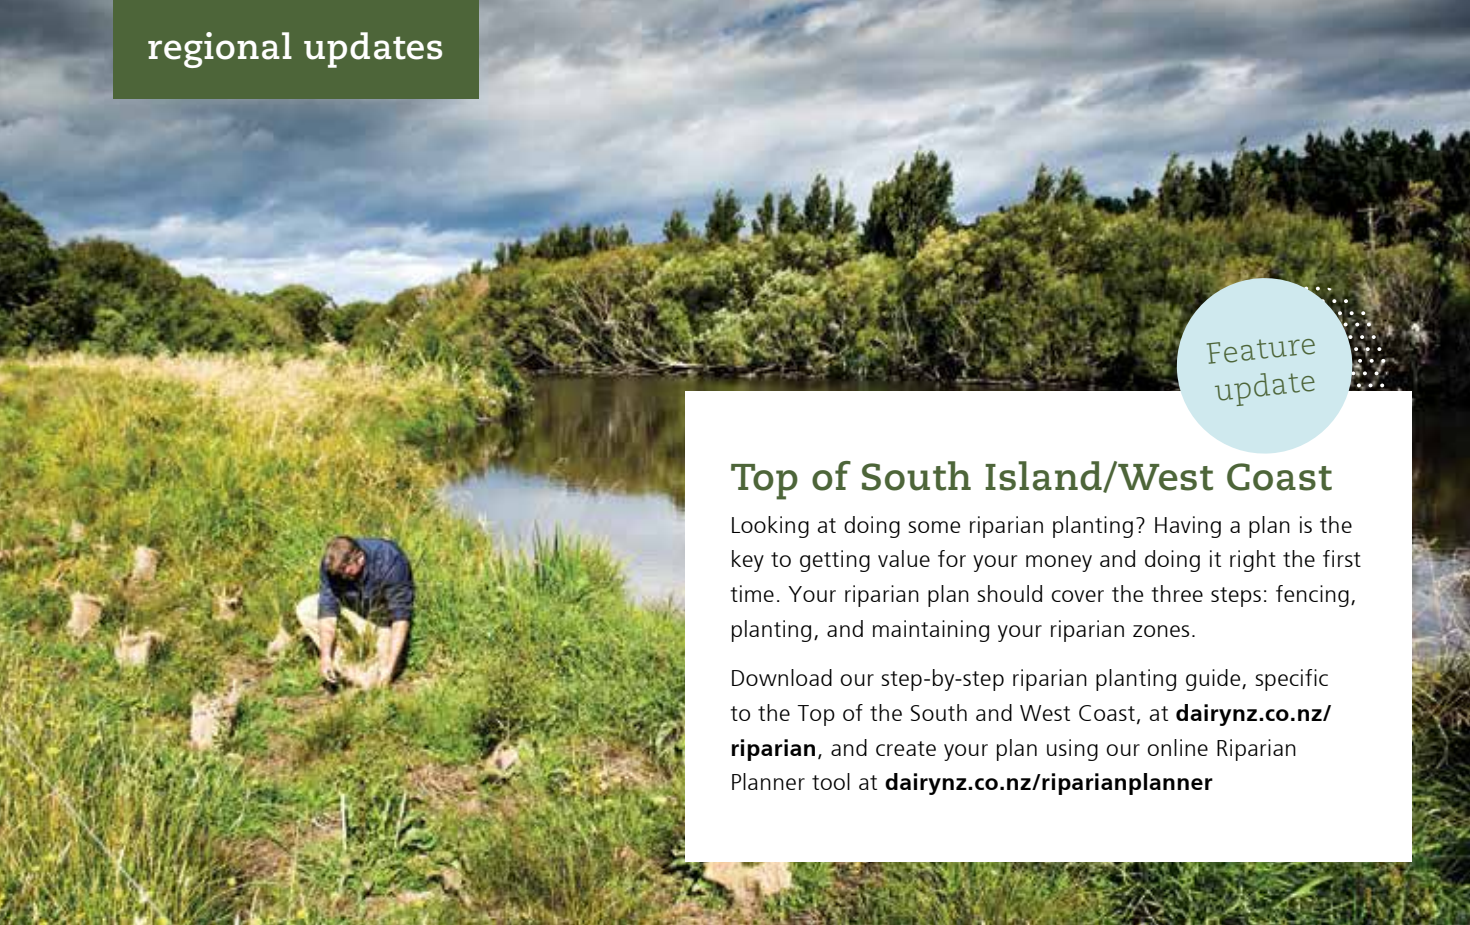 regional updates
Feature
update
Top of South Island/West Coast
Looking at doing some riparian planting? Having a plan is the
key to getting value for your money and doing it right the first
time. Your riparian plan should cover the three steps: fencing,
planting, and maintaining your riparian zones.
Download our step-by-step riparian planting guide, specific
to the Top of the South and West Coast, at dairynz.co.nz/
riparian, and create your plan using our online Riparian
Planner tool at dairynz.co.nz/riparianplanner